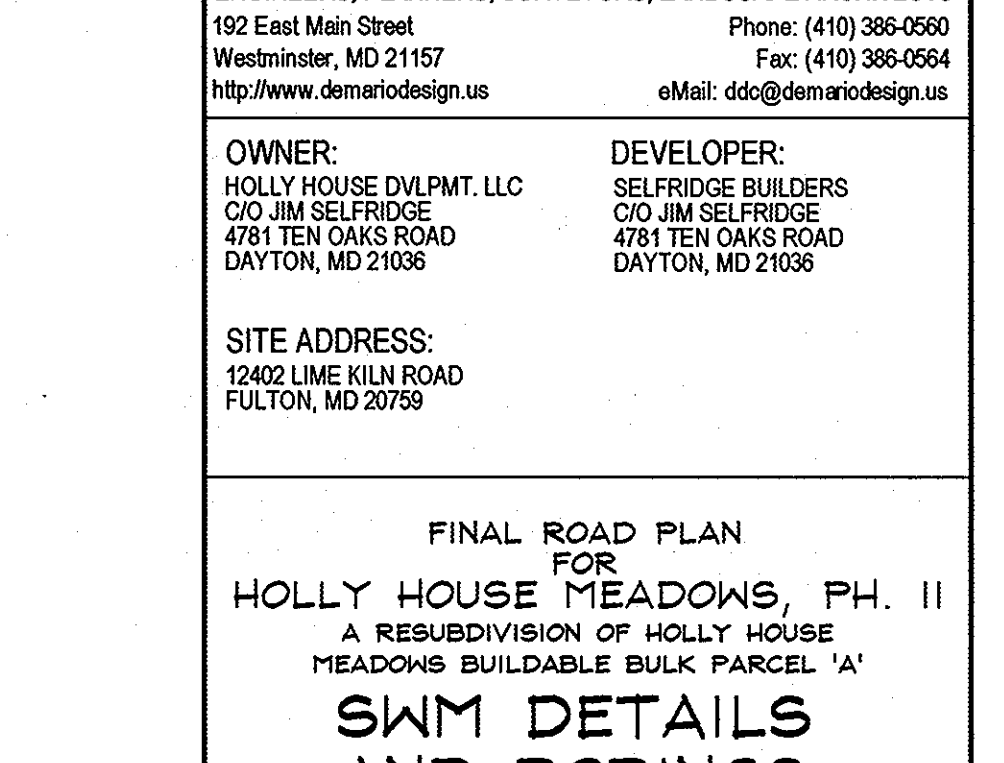 192 East Main Street Phone: (410) 386-0560
Westminster, MD 21157 Fax: (410) 386-0564
http://www.demariodesign.us eMail: ddc@demariodesign.us
OWNER:
HOLLY HOUSE DVLPMT. LLC
C/O JIM SELFRIDGE
4781 TEN OAKS ROAD
DAYTON, MD 21036
DEVELOPER:
SELFRIDGE BUILDERS
C/O JIM SELFRIDGE
4781 TEN OAKS ROAD
DAYTON, MD 21036
SITE ADDRESS:
12402 LIME KILN ROAD
FULTON, MD 20759
FINAL ROAD PLAN
FOR
HOLLY HOUSE MEADOWS, PH. II
A RESUBDIVISION OF HOLLY HOUSE
MEADOWS BUILDABLE BULK PARCEL 'A'
SWM DETAILS